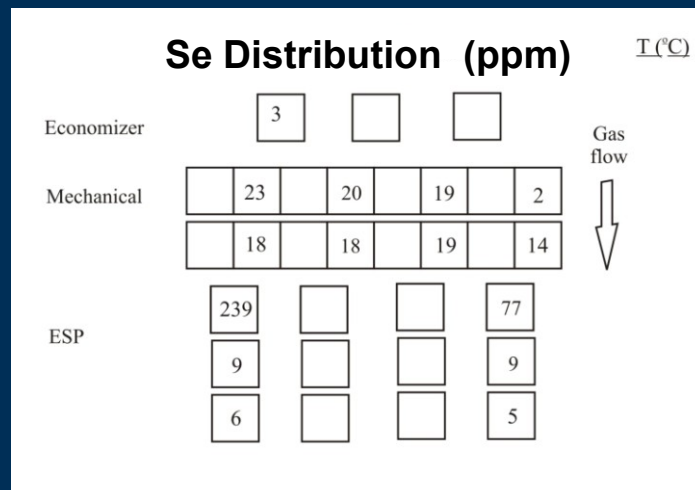 Se Distribution (ppm)
T (°C)
3
Economizer
Gas
flow
Mechanical
23 20 19 2
18 18 19 14
239 77
ESP
9 9
6 5